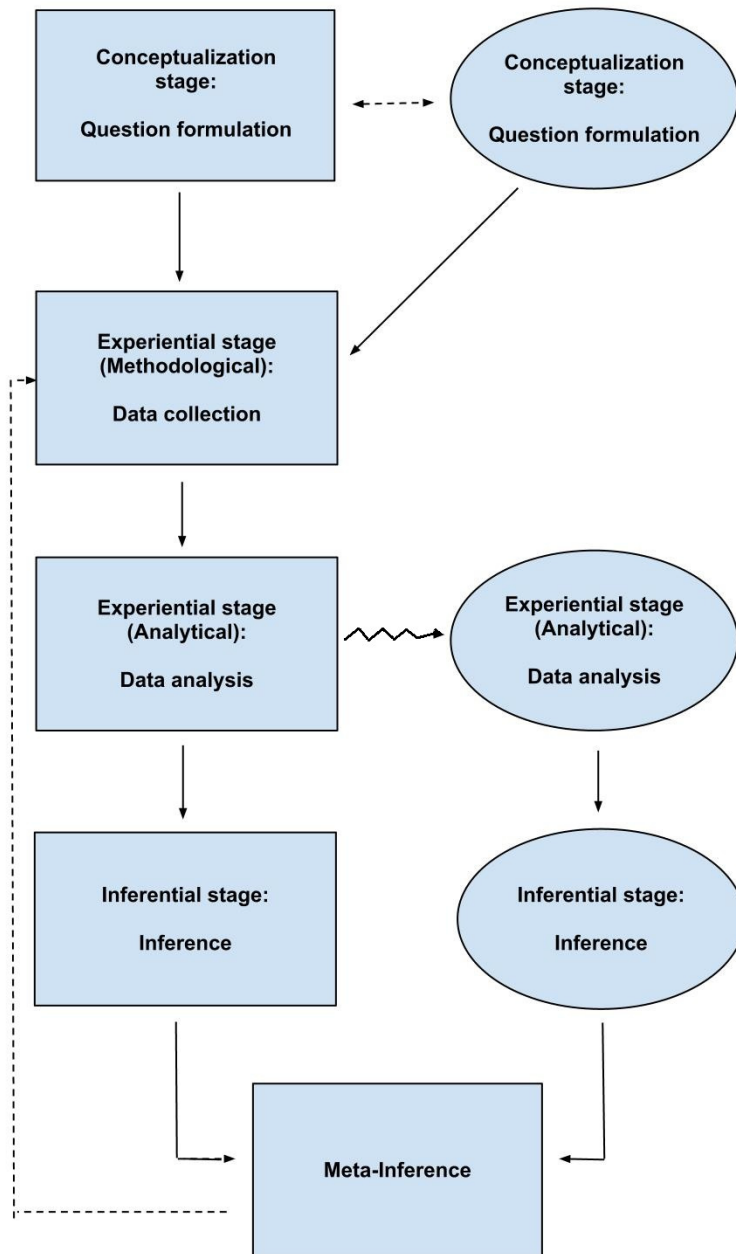 Conceptualization
stage:
Question formulation
Conceptualization
stage:
Question formulation
Experiential stage
(Methodological):
Data collection
Experiential stage
(Analytical):
Data analysis
Experiential stage
(Analytical):
Data analysis
Inferential stage:
Inference
Inferential stage:
Inference
Meta-Inference